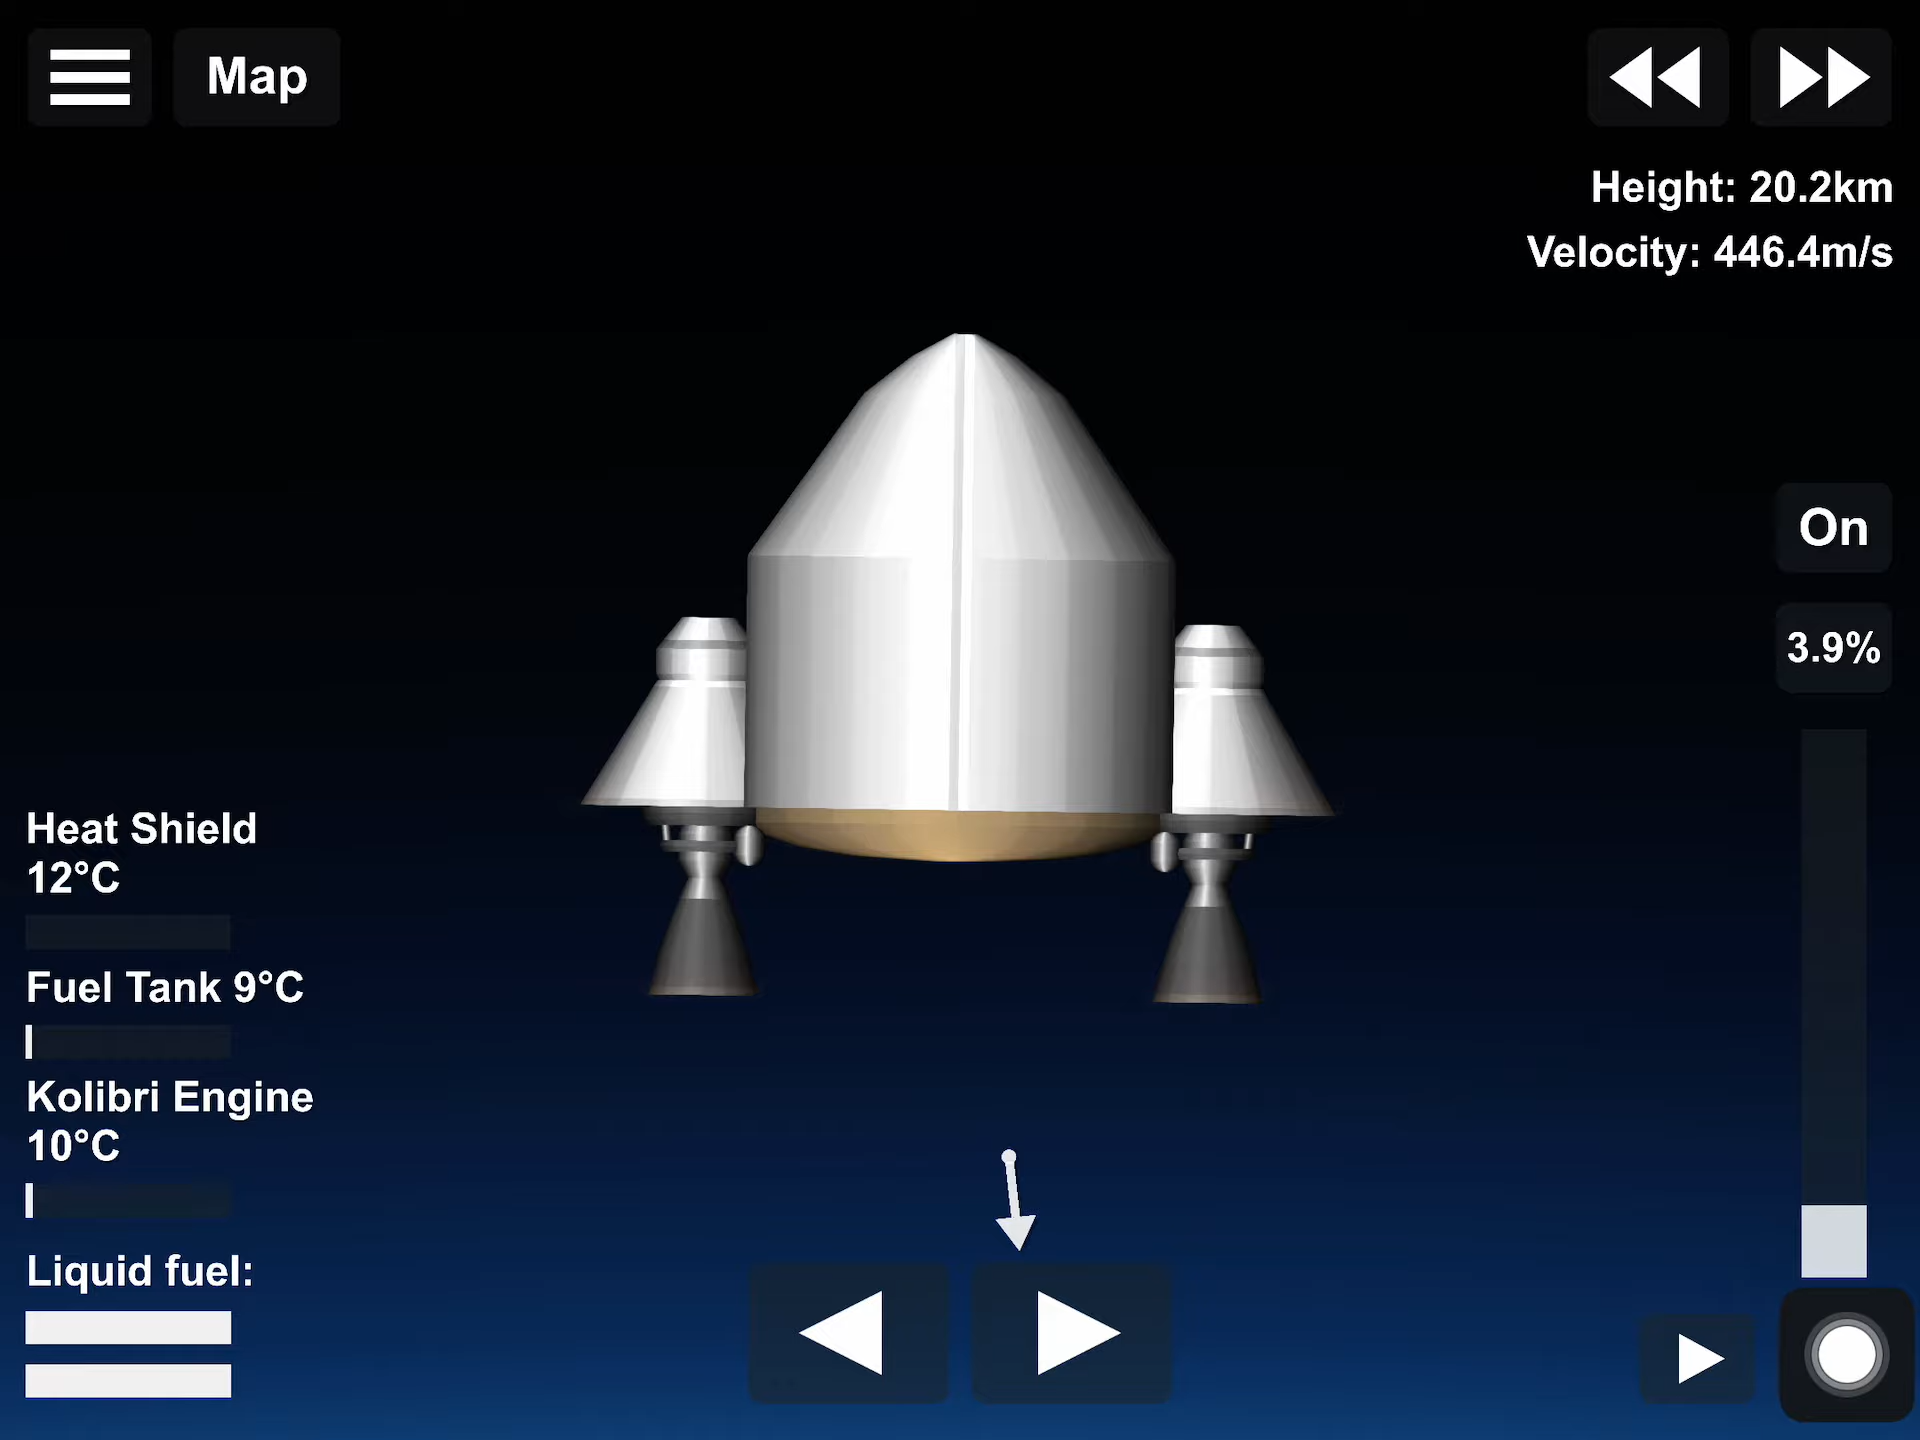 Map
Height: 20.2km
Velocity: 446.4m/s
On
3.9%
Heat Shield
12°C
Fuel Tank 9°C
Kolibri Engine
10°C
Liquid fuel: